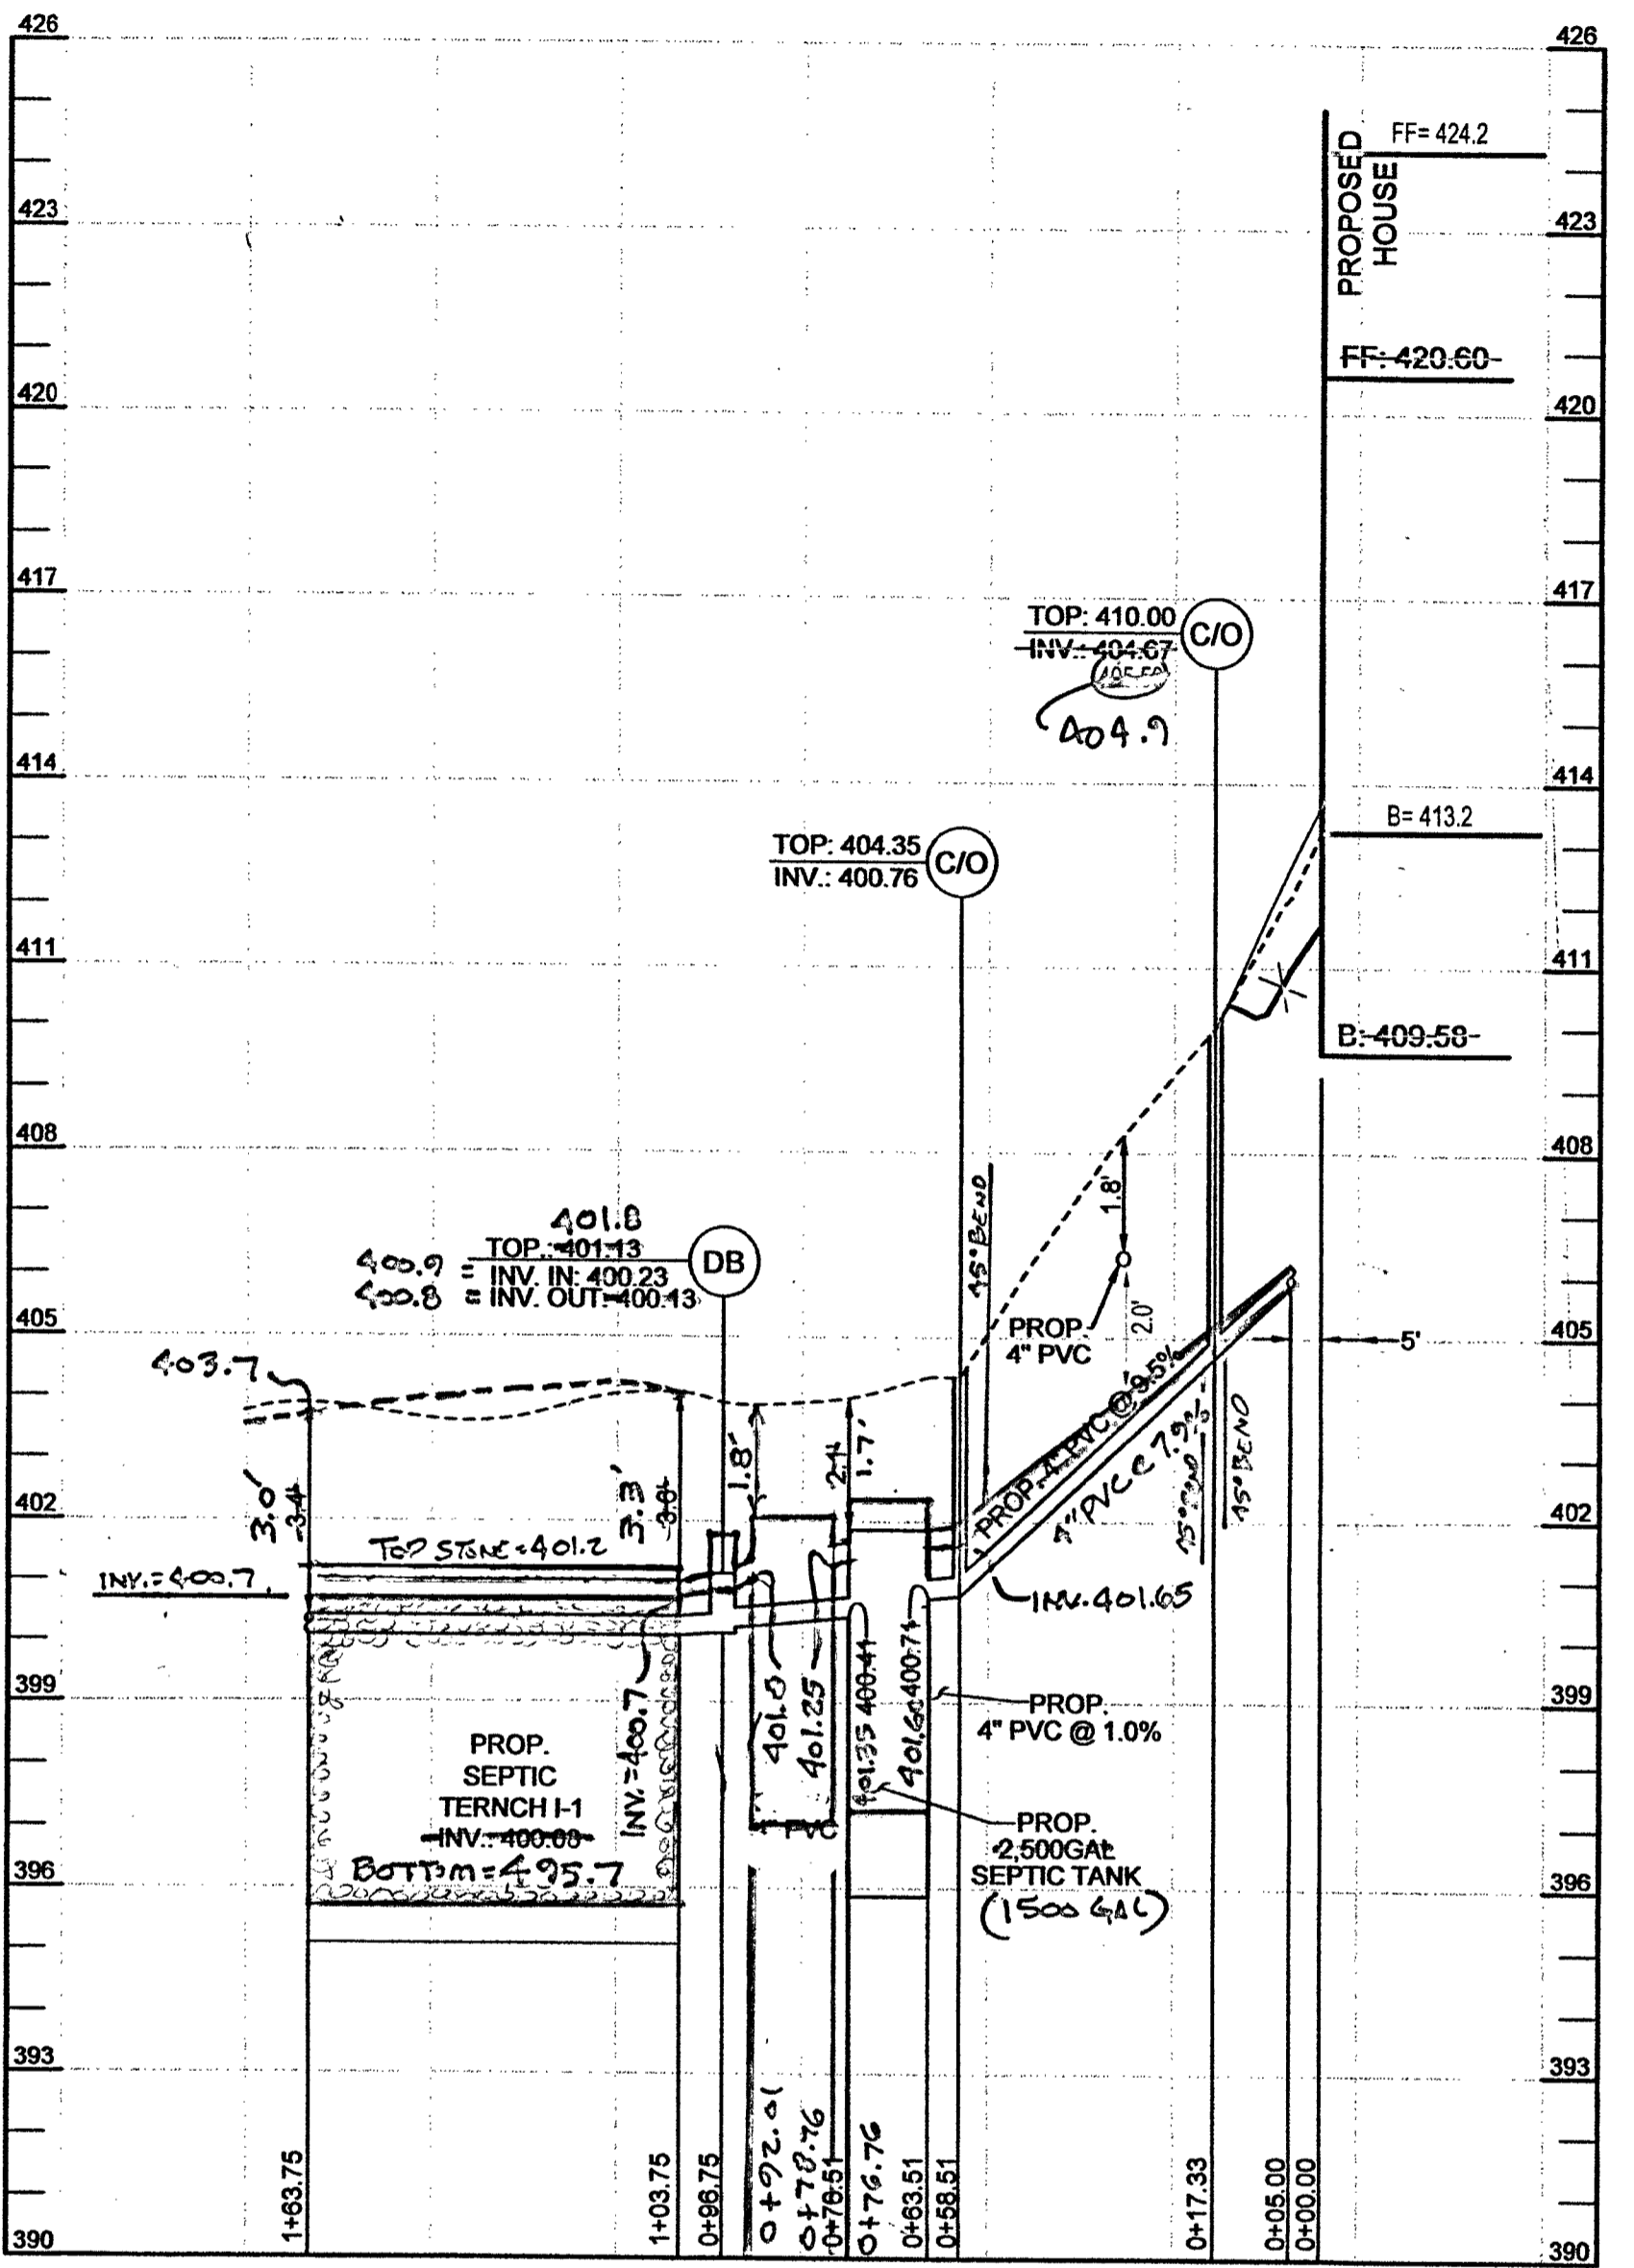 426
426
FF= 424.2
PROPOSED
HOUSE
423
423
FF: 420.60
420
420
417
417
TOP: 410.00
C/O
INV.: 404.67
404.9
414
414
B= 413.2
TOP: 404.35
C/O
INV.: 400.76
411
411
B: 409.58
408
408
1.8'
45° BEND
401.8
TOP.: 401.13
DB
400.9 = INV. IN: 400.23
400.8 = INV. OUT: 400.13
405
405
PROP.
4" PVC
2.0'
5'
403.7
PROP. 4" PVC @ 9.5%
4" PVC @ 7.9%
45° BEND
45° BEND
3.0'
3.4'
3.3'
1.8'
1.7'
402
402
TOP STONE = 401.2
INV. = 400.7
INV. 401.65
399
399
INV. = 400.7
401.0
401.25
401.35 400.41
401.60 400.71
PROP.
4" PVC @ 1.0%
PROP.
SEPTIC
TERNCH I-1
INV.: 400.08
BOTTOM = 495.7
PROP.
2,500GAL
SEPTIC TANK
(1500 GAL)
396
396
393
393
1+63.75
1+03.75
0+96.75
0+92.01
0+78.76
0+76.51
0+76.76
0+63.51
0+58.51
0+17.33
0+05.00
0+00.00
390
390